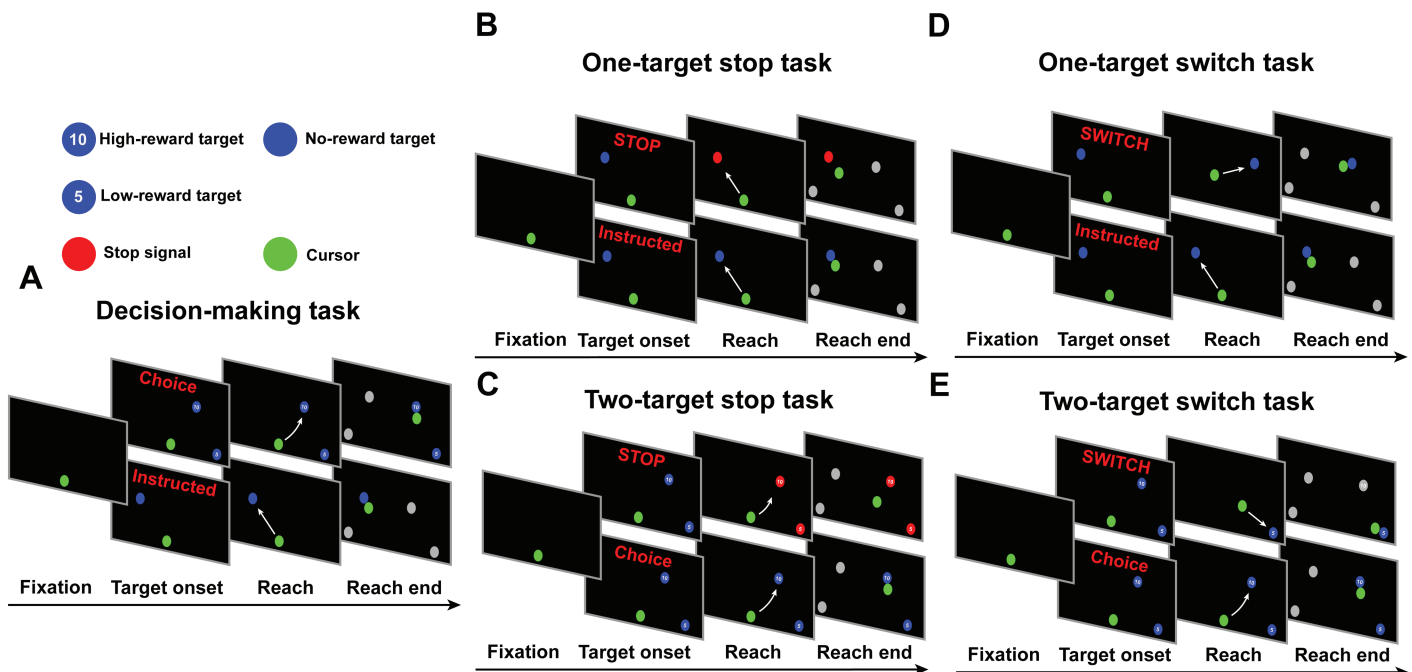 10 High-reward target
No-reward target
5 Low-reward target
Stop signal
Cursor
A
Decision-making task
Choice
10
5
10
5
10
5
Instructed
Fixation Target onset Reach Reach end
B
One-target stop task
STOP
Instructed
Fixation Target onset Reach Reach end
C
Two-target stop task
STOP
10
5
10
5
10
5
Choice
10
5
10
5
10
5
Fixation Target onset Reach Reach end
D
One-target switch task
SWITCH
Instructed
Fixation Target onset Reach Reach end
E
Two-target switch task
SWITCH
10
5
5
10
5
Choice
10
5
10
5
10
5
Fixation Target onset Reach Reach end